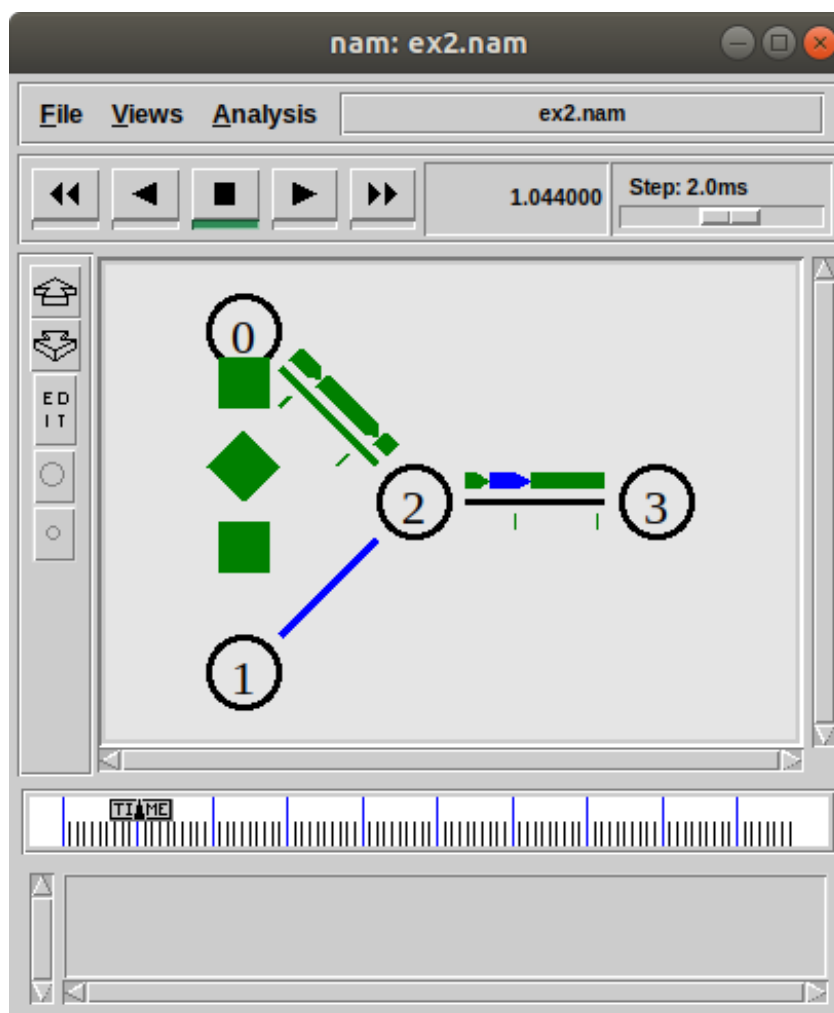 nam: ex2.nam
File Views Analysis ex2.nam
1.044000 Step: 2.0ms
ED
IT
0
2 3
1
TIME